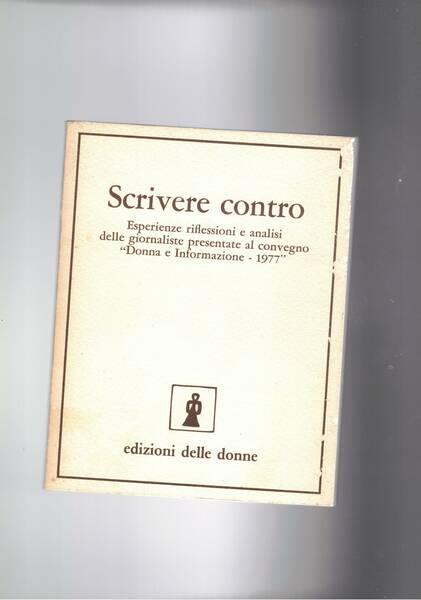 Scrivere contro
Esperienze riflessioni e analisi
delle giornaliste presentate al convegno
"Donna e Informazione - 1977"
edizioni delle donne